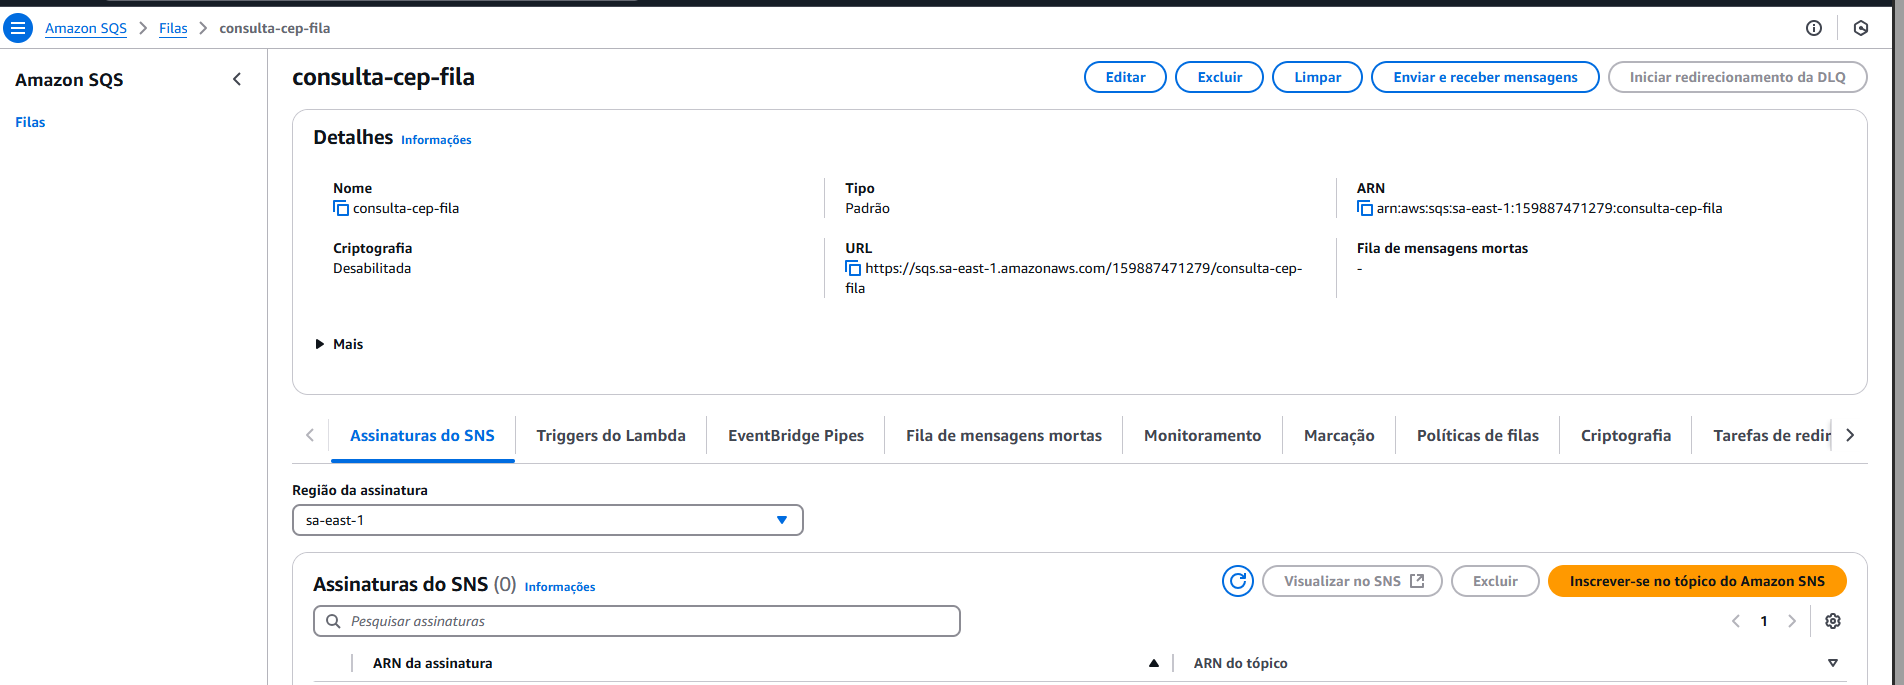 Amazon SQS > Filas > consulta-cep-fila
Amazon SQS
Filas
consulta-cep-fila
Editar
Excluir
Limpar
Enviar e receber mensagens
Iniciar redirecionamento da DLQ
Detalhes Informações
Nome
consulta-cep-fila
Tipo
Padrão
ARN
arn:aws:sqs:sa-east-1:159887471279:consulta-cep-fila
Criptografia
Desabilitada
URL
https://sqs.sa-east-1.amazonaws.com/159887471279/consulta-cep-
fila
Fila de mensagens mortas
-
Mais
Assinaturas do SNS
Triggers do Lambda
EventBridge Pipes
Fila de mensagens mortas
Monitoramento
Marcação
Políticas de filas
Criptografia
Tarefas de redir
Região da assinatura
sa-east-1
Assinaturas do SNS (0) Informações
Visualizar no SNS
Excluir
Inscrever-se no tópico do Amazon SNS
Pesquisar assinaturas
1
ARN da assinatura
ARN do tópico